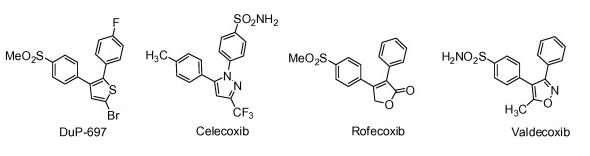 MeO₂S
F
S
Br
DuP-697
SO₂NH₂
H₃C
N
N
CF₃
Celecoxib
MeO₂S
O
O
Rofecoxib
H₂NO₂S
N
O
H₃C
Valdecoxib